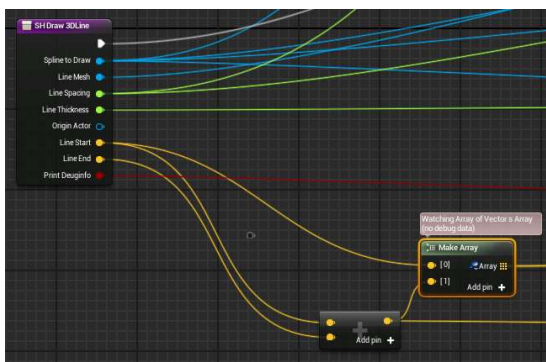 SH Draw 3DLine
Spline to Draw
Line Mesh
Line Spacing
Line Thickness
Origin Actor
Line Start
Line End
Print Deuginfo
Watching Array of Vector s Array
(no debug data)
Make Array
[0]
Array
[1]
Add pin +
Add pin +